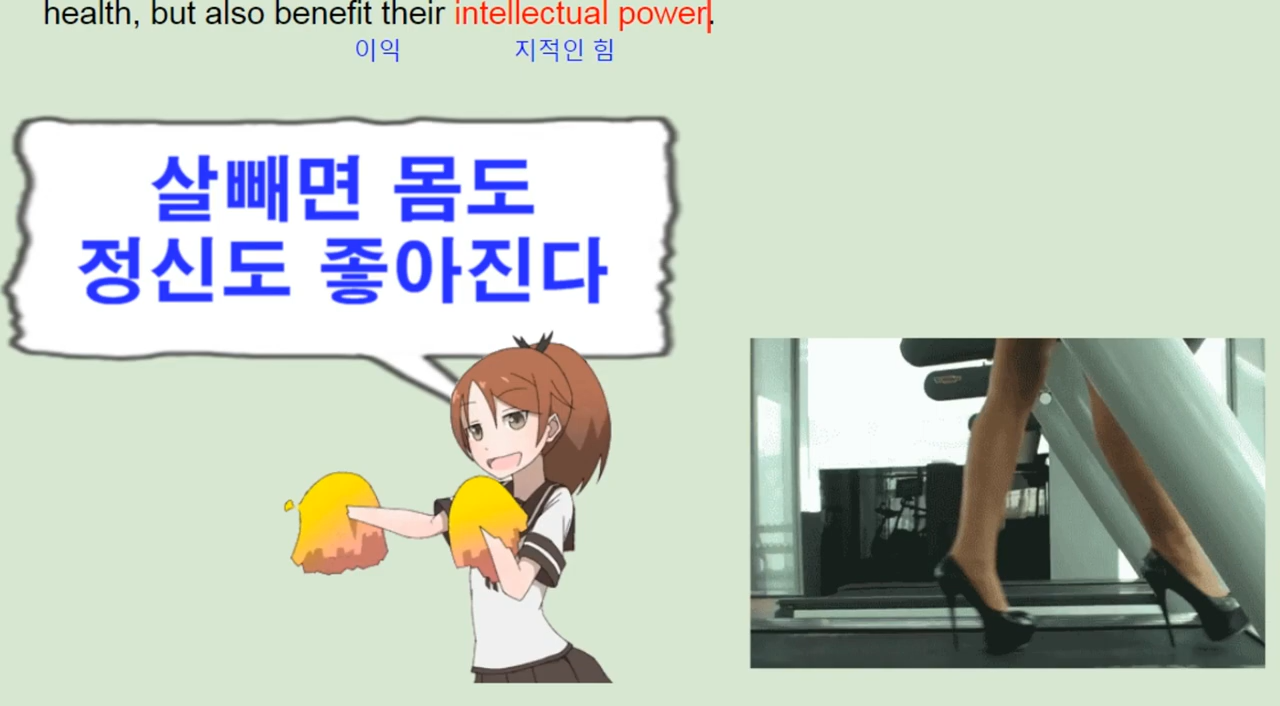 health, but also benefit their intellectual power.
이익 지적인 힘
살빼면 몸도
정신도 좋아진다